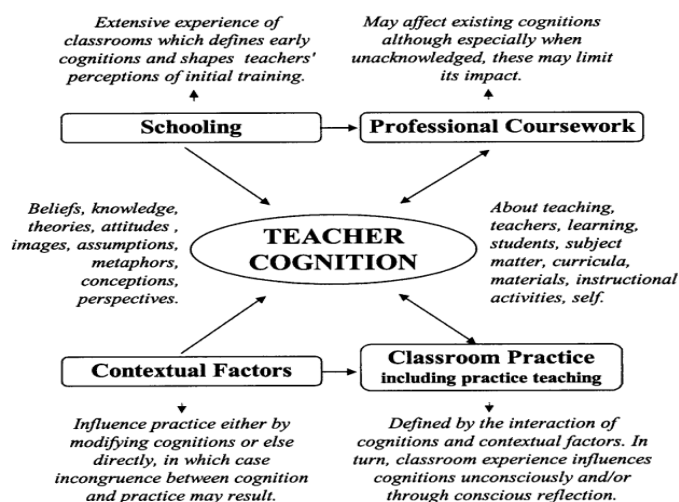 Extensive experience of
classrooms which defines early
cognitions and shapes teachers'
perceptions of initial training.
May affect existing cognitions
although especially when
unacknowledged, these may limit
its impact.
Schooling
Professional Coursework
Beliefs, knowledge,
theories, attitudes ,
images, assumptions,
metaphors,
conceptions,
perspectives.
TEACHER
COGNITION
About teaching,
teachers, learning,
students, subject
matter, curricula,
materials, instructional
activities, self.
Contextual Factors
Classroom Practice
including practice teaching
Influence practice either by
modifying cognitions or else
directly, in which case
incongruence between cognition
and practice may result.
Defined by the interaction of
cognitions and contextual factors. In
turn, classroom experience influences
cognitions unconsciously and/or
through conscious reflection.